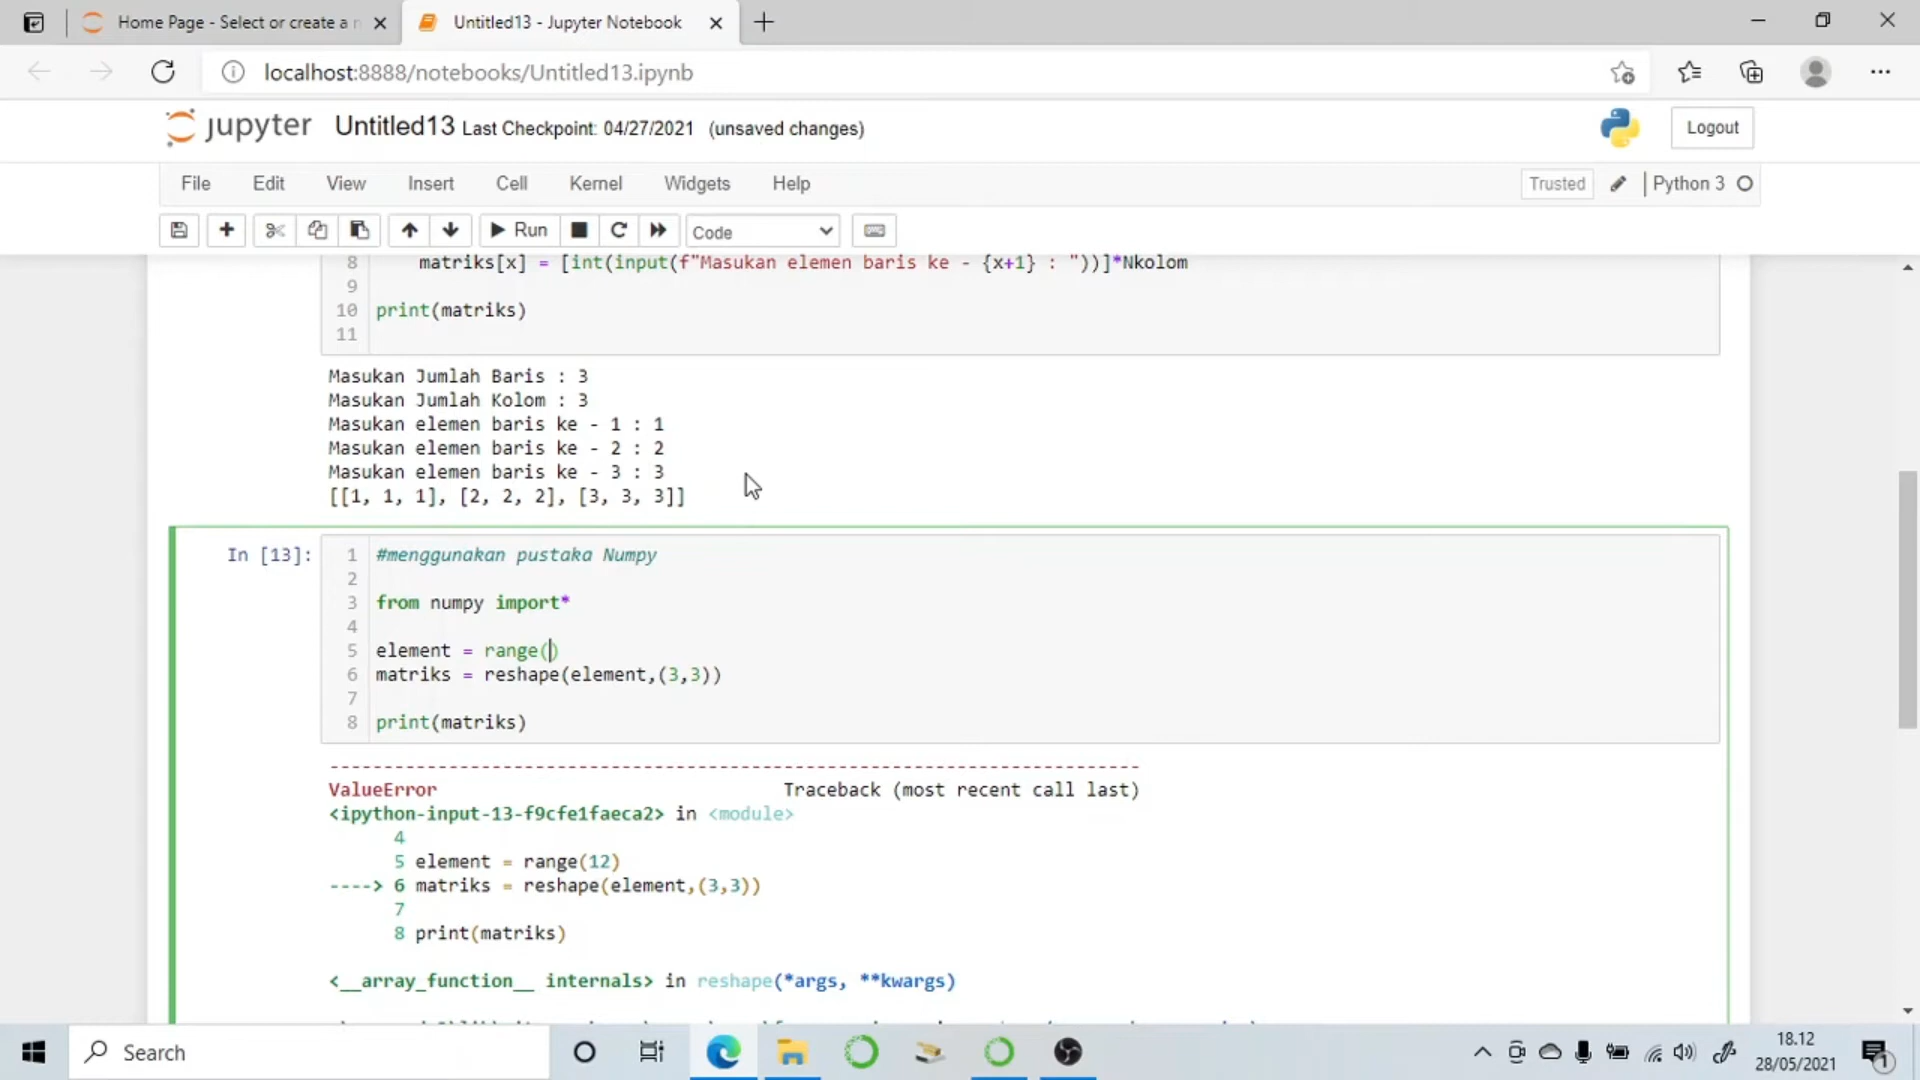 Home Page - Select or create a n
Untitled13 - Jupyter Notebook
localhost:8888/notebooks/Untitled13.ipynb
jupyter Untitled13 Last Checkpoint: 04/27/2021 (unsaved changes)
Logout
File Edit View Insert Cell Kernel Widgets Help
Trusted Python 3
Run Code
8 matriks[x] = [int(input(f"Masukan elemen baris ke - {x+1} : "))]*Nkolom
9
10 print(matriks)
11
Masukan Jumlah Baris : 3
Masukan Jumlah Kolom : 3
Masukan elemen baris ke - 1 : 1
Masukan elemen baris ke - 2 : 2
Masukan elemen baris ke - 3 : 3
[[1, 1, 1], [2, 2, 2], [3, 3, 3]]
In [13]: 1 #menggunakan pustaka Numpy
2
3 from numpy import*
4
5 element = range()
6 matriks = reshape(element,(3,3))
7
8 print(matriks)
---------------------------------------------------------------------------
ValueError Traceback (most recent call last)
<ipython-input-13-f9cfe1faeca2> in <module>
4
5 element = range(12)
----> 6 matriks = reshape(element,(3,3))
7
8 print(matriks)
<__array_function__ internals> in reshape(*args, **kwargs)
Search
18.12
28/05/2021
1